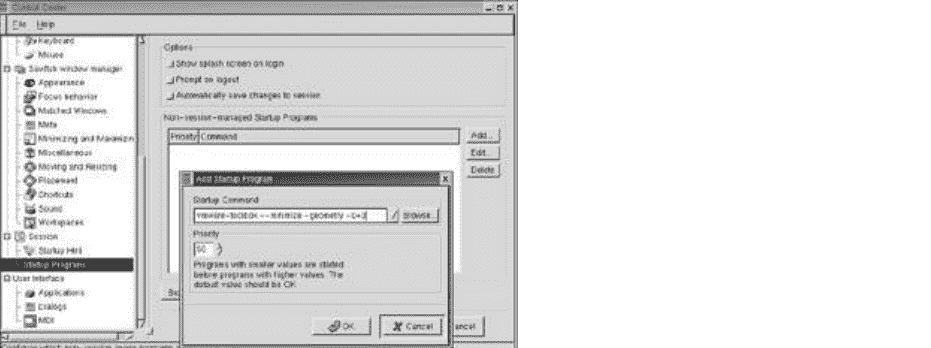 Control Center
File Help
Keyboard
Mouse
Sawfish window manager
Appearance
Focus behavior
Matched Windows
Meta
Minimizing and Maximizin
Miscellaneous
Moving and Resizing
Placement
Shortcuts
Sound
Workspaces
Session
Startup Hint
Startup Programs
User Interface
Applications
Dialogs
MDI
Options
Show splash screen on login
Prompt on logout
Automatically save changes to session
Non-session-managed Startup Programs
Priority Command
Add...
Edit...
Delete
Add Startup Program
Startup Command
vmware-toolbox --minimize
Browse...
Priority
50
Programs with smaller values are started
before programs with higher values. The
default value should be OK
OK
Cancel
ancel